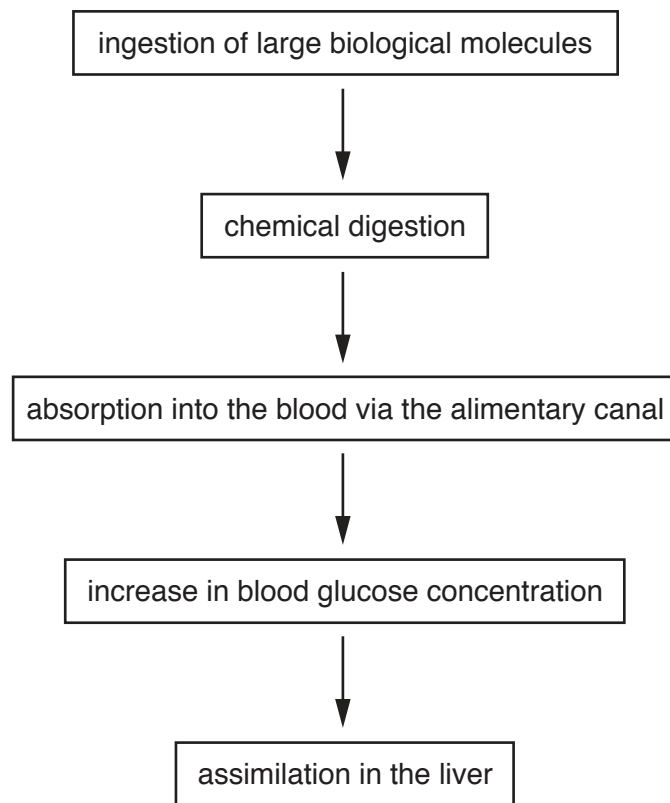 ingestion of large biological molecules
chemical digestion
absorption into the blood via the alimentary canal
increase in blood glucose concentration
assimilation in the liver